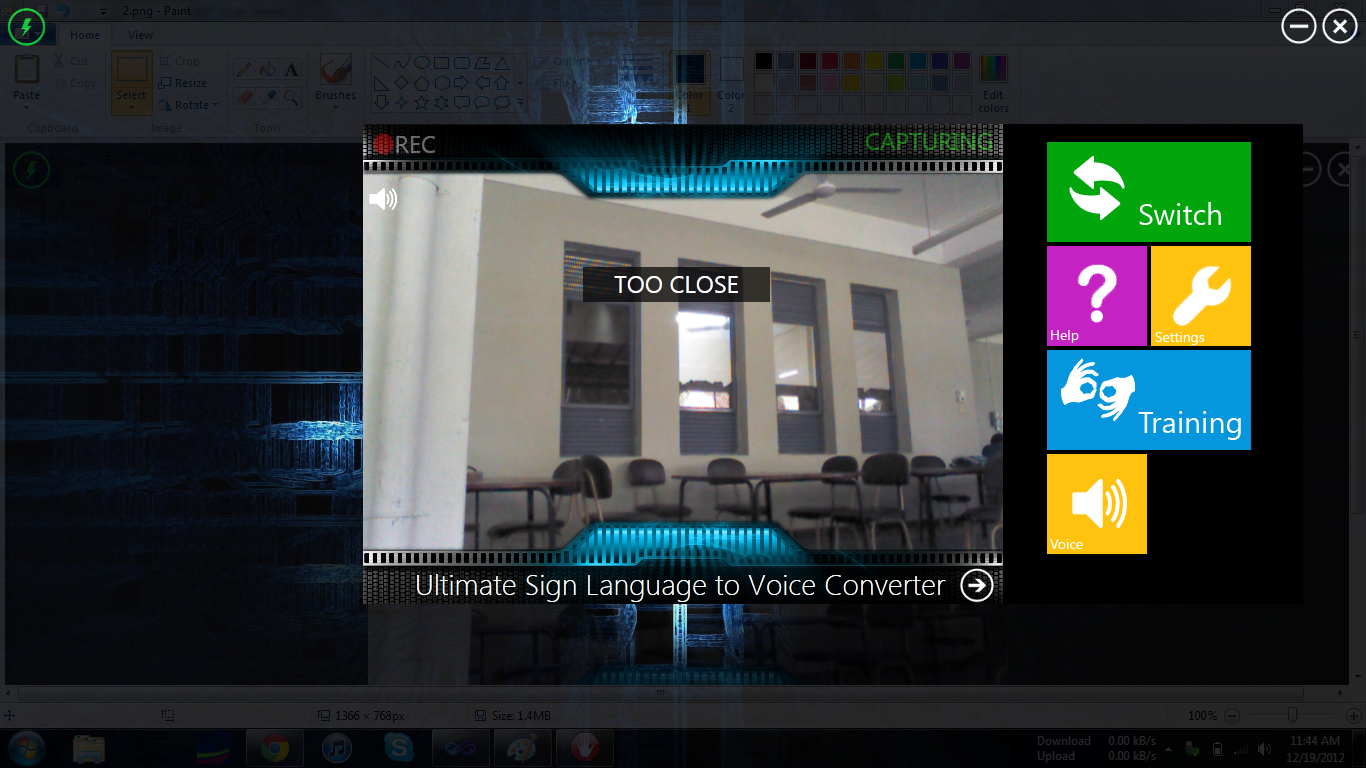 2.png - Paint
Home View
Cut
Copy
Paste
Clipboard
Crop
Resize
Rotate
Select
Image
Tools
Brushes
Outline
Color
1
Color
2
Edit
colors
REC
CAPTURING
TOO CLOSE
Ultimate Sign Language to Voice Converter
Switch
Help
Settings
Training
Voice
1366 × 768px
Size: 1.4MB
100%
Download 0.00 kB/s
Upload 0.00 kB/s
11:44 AM
12/19/2012